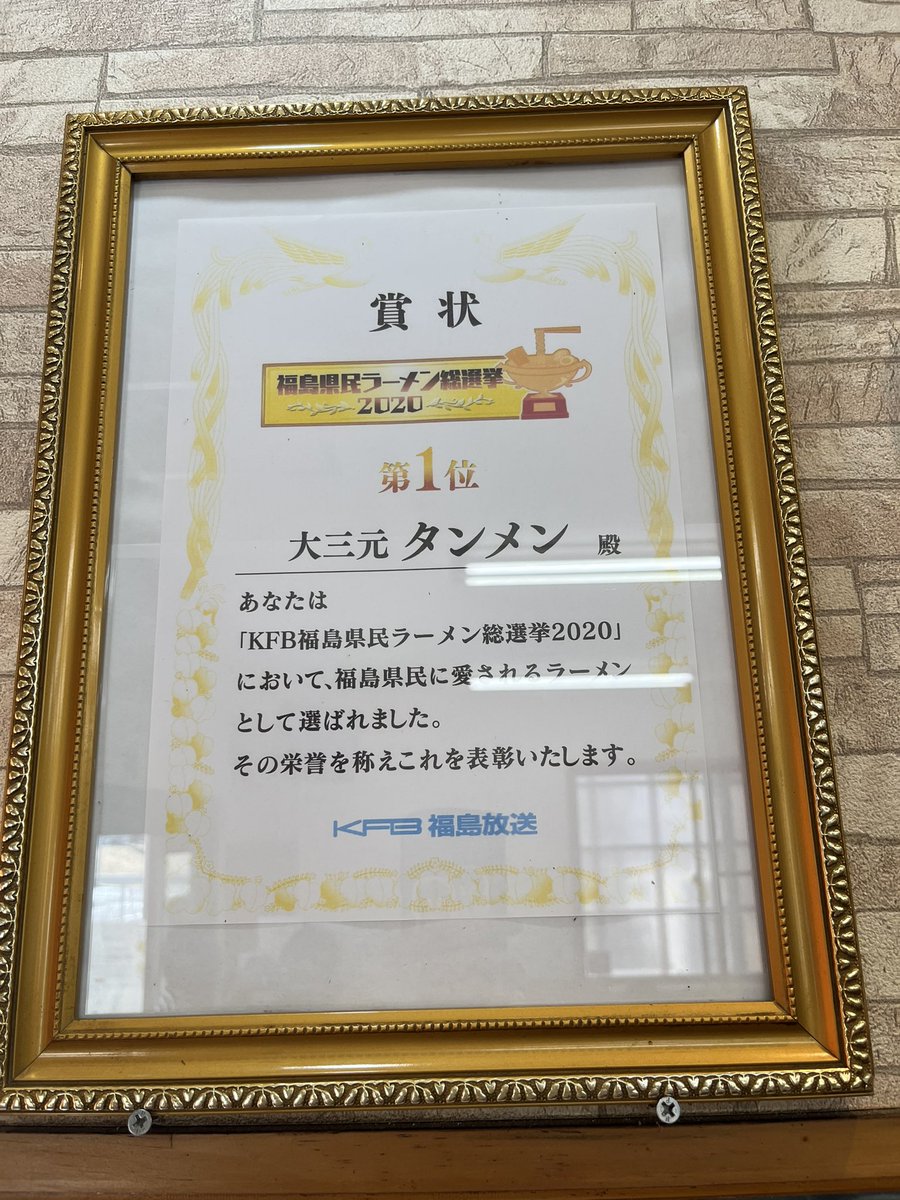 賞状
福島県民ラーメン総選挙
2020
第1位
大三元 タンメン 殿
あなたは
「KFB福島県民ラーメン総選挙2020」
において、福島県民に愛されるラーメン
として選ばれました。
その栄誉を称えこれを表彰いたします。
KFB 福島放送